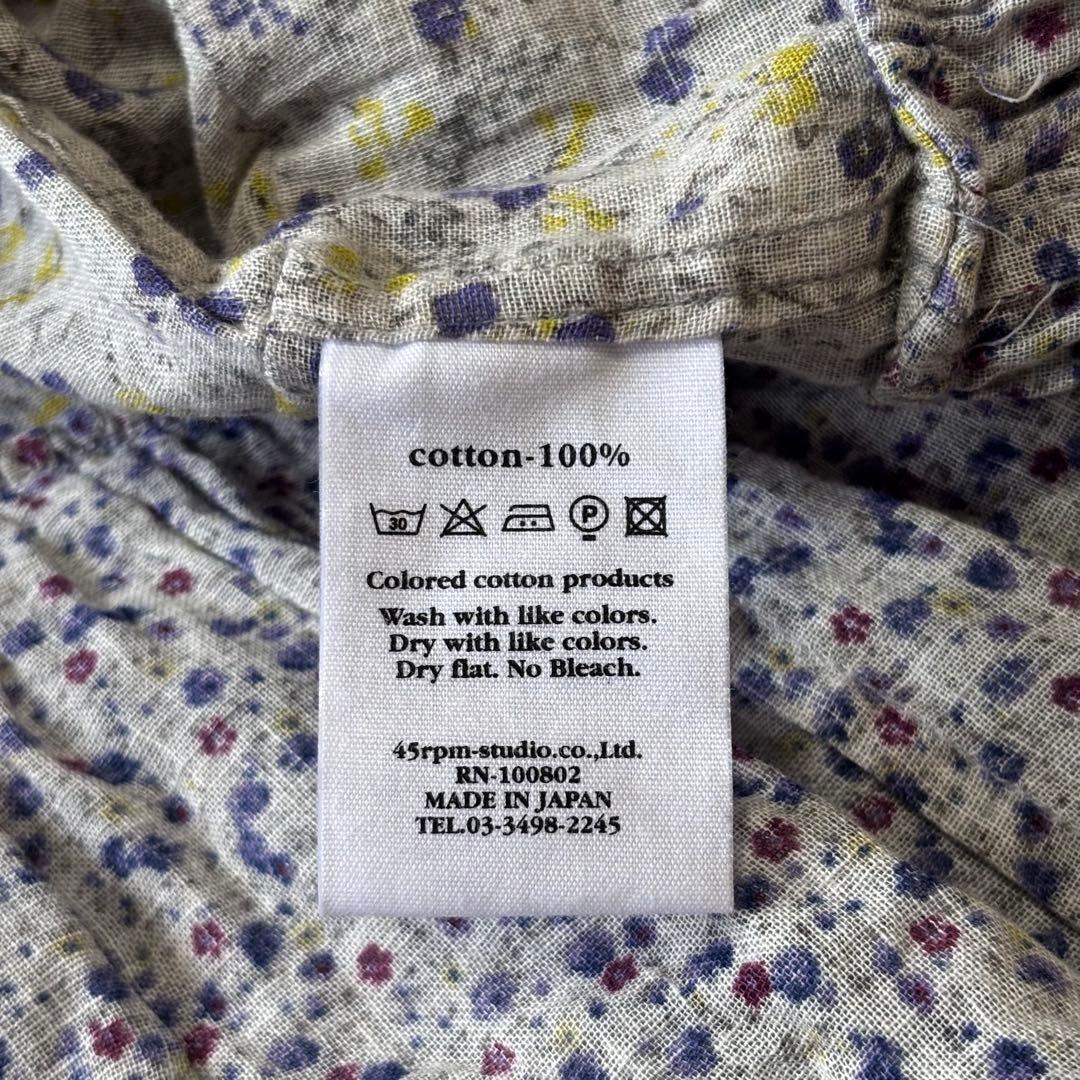 cotton-100%
30 P
Colored cotton products
Wash with like colors.
Dry with like colors.
Dry flat. No Bleach.
45rpm-studio.co.,Ltd.
RN-100802
MADE IN JAPAN
TEL.03-3498-2245